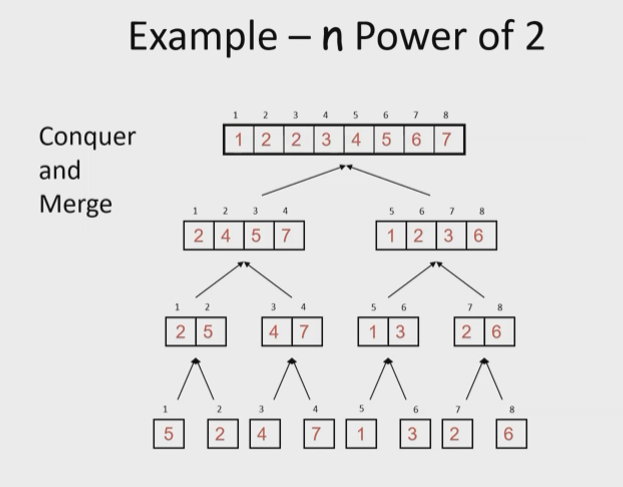 Example – n Power of 2
Conquer
and
Merge
1 2 3 4 5 6 7 8
1 2 2 3 4 5 6 7
1 2 3 4 5 6 7 8
2 4 5 7 1 2 3 6
1 2 3 4 5 6 7 8
2 5 4 7 1 3 2 6
1 2 3 4 5 6 7 8
5 2 4 7 1 3 2 6